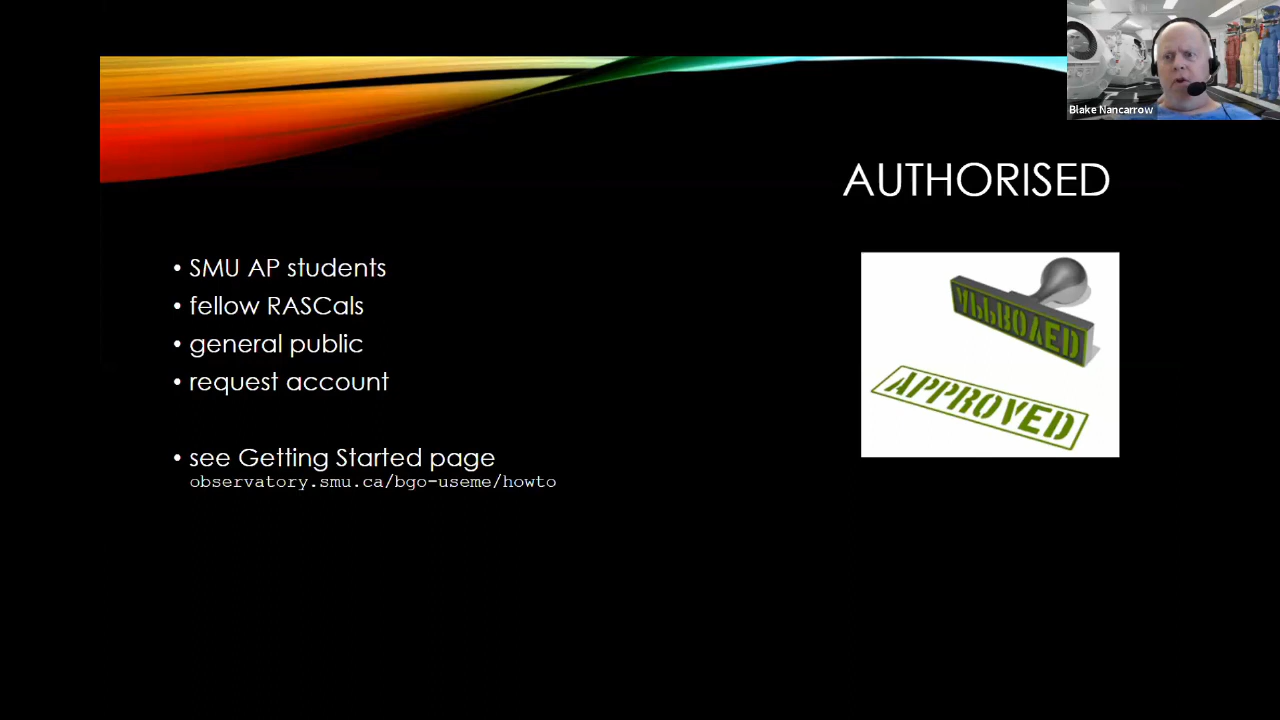 Blake Nancarrow
AUTHORISED
• SMU AP students
• fellow RASCals
• general public
• request account
• see Getting Started page
observatory.smu.ca/bgo-useme/howto
APPROVED
APPROVED